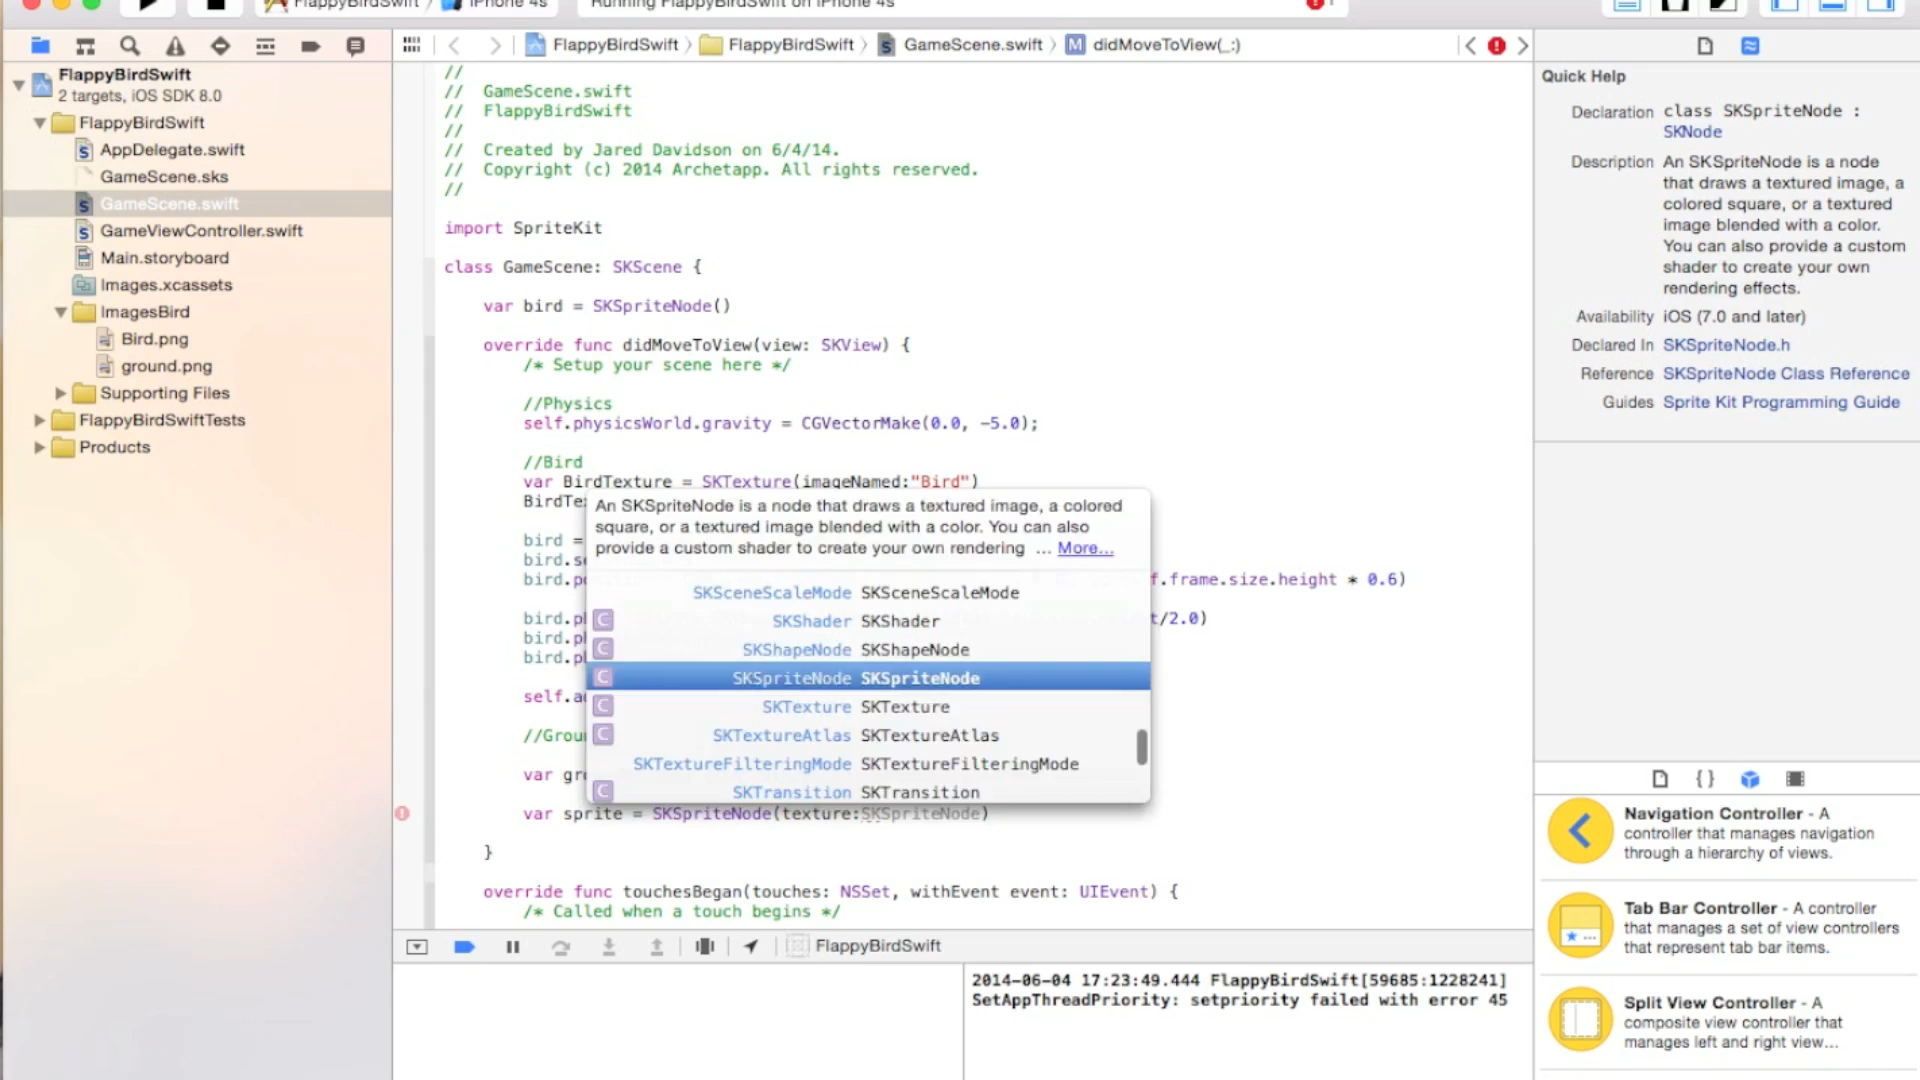 FlappyBirdSwift
iPhone 4s
Running FlappyBirdSwift on iPhone 4s
1
FlappyBirdSwift
FlappyBirdSwift
GameScene.swift
M didMoveToView(_:)
FlappyBirdSwift
2 targets, iOS SDK 8.0
FlappyBirdSwift
AppDelegate.swift
GameScene.sks
GameScene.swift
GameViewController.swift
Main.storyboard
Images.xcassets
ImagesBird
Bird.png
ground.png
Supporting Files
FlappyBirdSwiftTests
Products
//
// GameScene.swift
// FlappyBirdSwift
//
// Created by Jared Davidson on 6/4/14.
// Copyright (c) 2014 Archetapp. All rights reserved.
//
import SpriteKit
class GameScene: SKScene {
var bird = SKSpriteNode()
override func didMoveToView(view: SKView) {
/* Setup your scene here */
//Physics
self.physicsWorld.gravity = CGVectorMake(0.0, -5.0);
//Bird
var BirdTexture = SKTexture(imageNamed:"Bird")
BirdTe
bird =
bird.s
bird.p f.frame.size.height * 0.6)
bird.p t/2.0)
bird.p
bird.p
self.a
//Grou
var gr
var sprite = SKSpriteNode(texture:SKSpriteNode)
}
override func touchesBegan(touches: NSSet, withEvent event: UIEvent) {
/* Called when a touch begins */
An SKSpriteNode is a node that draws a textured image, a colored
square, or a textured image blended with a color. You can also
provide a custom shader to create your own rendering ... More...
SKSceneScaleMode SKSceneScaleMode
C SKShader SKShader
C SKShapeNode SKShapeNode
C SKSpriteNode SKSpriteNode
C SKTexture SKTexture
C SKTextureAtlas SKTextureAtlas
SKTextureFilteringMode SKTextureFilteringMode
C SKTransition SKTransition
FlappyBirdSwift
2014-06-04 17:23:49.444 FlappyBirdSwift[59685:1228241]
SetAppThreadPriority: setpriority failed with error 45
Quick Help
Declaration class SKSpriteNode :
SKNode
Description An SKSpriteNode is a node
that draws a textured image, a
colored square, or a textured
image blended with a color.
You can also provide a custom
shader to create your own
rendering effects.
Availability iOS (7.0 and later)
Declared In SKSpriteNode.h
Reference SKSpriteNode Class Reference
Guides Sprite Kit Programming Guide
{ }
Navigation Controller - A
controller that manages navigation
through a hierarchy of views.
Tab Bar Controller - A controller
that manages a set of view controllers
that represent tab bar items.
Split View Controller - A
composite view controller that
manages left and right view...